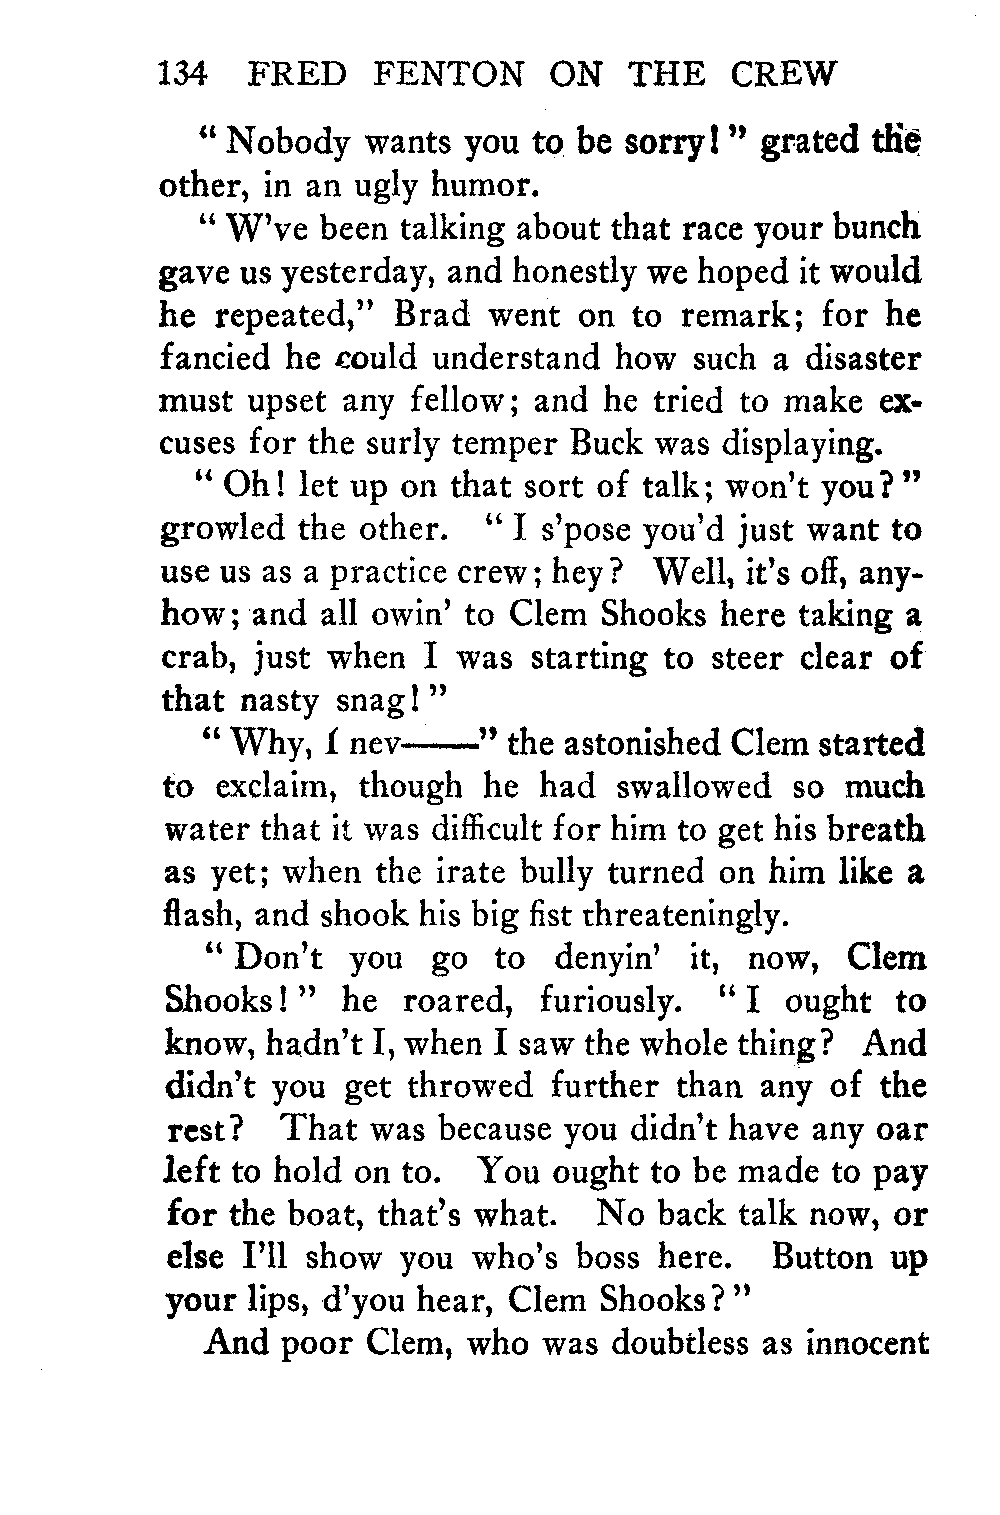 134 FRED FENTON ON THE CREW
“ Nobody wants you to be sorry! ” grated the
other, in an ugly humor.
“ W’ve been talking about that race your bunch
gave us yesterday, and honestly we hoped it would
he repeated,” Brad went on to remark; for he
fancied he could understand how such a disaster
must upset any fellow; and he tried to make ex-
cuses for the surly temper Buck was displaying.
“ Oh! let up on that sort of talk; won’t you? ”
growled the other. “ I s’pose you’d just want to
use us as a practice crew; hey? Well, it’s off, any-
how; and all owin’ to Clem Shooks here taking a
crab, just when I was starting to steer clear of
that nasty snag! ”
“ Why, I nev——” the astonished Clem started
to exclaim, though he had swallowed so much
water that it was difficult for him to get his breath
as yet; when the irate bully turned on him like a
flash, and shook his big fist threateningly.
“ Don’t you go to denyin’ it, now, Clem
Shooks! ” he roared, furiously. “ I ought to
know, hadn’t I, when I saw the whole thing? And
didn’t you get throwed further than any of the
rest? That was because you didn’t have any oar
left to hold on to. You ought to be made to pay
for the boat, that’s what. No back talk now, or
else I’ll show you who’s boss here. Button up
your lips, d’you hear, Clem Shooks? ”
And poor Clem, who was doubtless as innocent